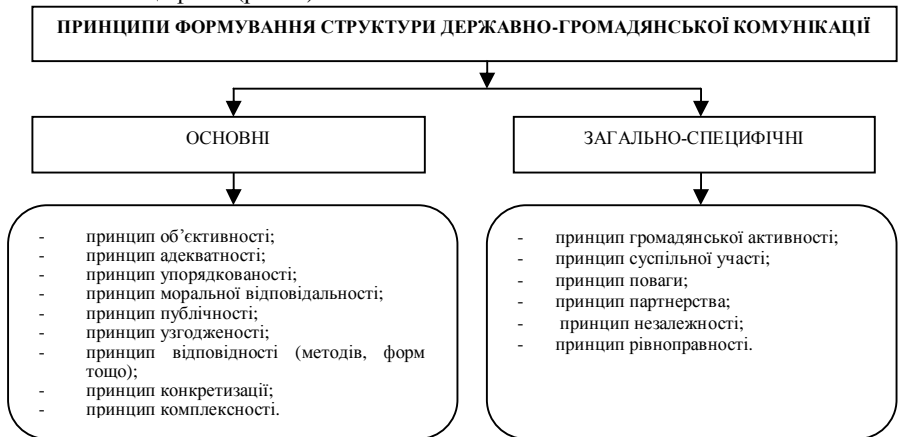 ПРИНЦИПИ ФОРМУВАННЯ СТРУКТУРИ ДЕРЖАВНО-ГРОМАДЯНСЬКОЇ КОМУНІКАЦІЇ
ОСНОВНІ
ЗАГАЛЬНО-СПЕЦИФІЧНІ
- принцип об’єктивності;
- принцип адекватності;
- принцип упорядкованості;
- принцип моральної відповідальності;
- принцип публічності;
- принцип узгодженості;
- принцип відповідності (методів, форм
тощо);
- принцип конкретизації;
- принцип комплексності.
- принцип громадянської активності;
- принцип суспільної участі;
- принцип поваги;
- принцип партнерства;
- принцип незалежності;
- принцип рівноправності.